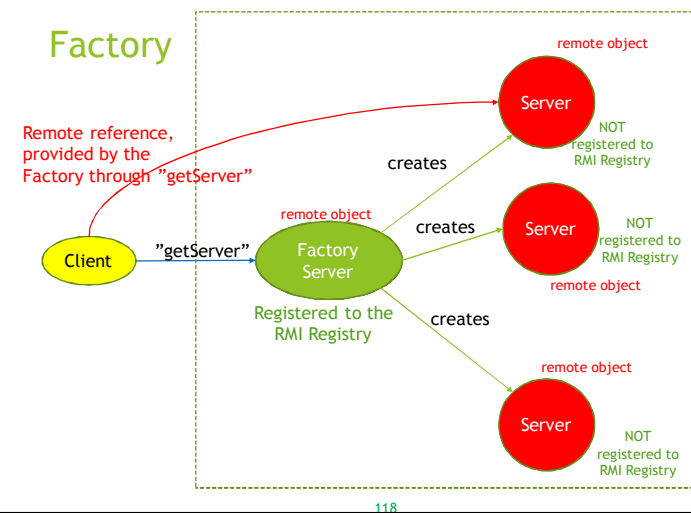 Factory
remote object
Server
NOT
registered to
RMI Registry
Remote reference,
provided by the
Factory through ”getServer”
creates
remote object
creates
Server
NOT
registered to
RMI Registry
remote object
Client
”getServer”
Factory
Server
Registered to the
RMI Registry
creates
remote object
Server
NOT
registered to
RMI Registry
118